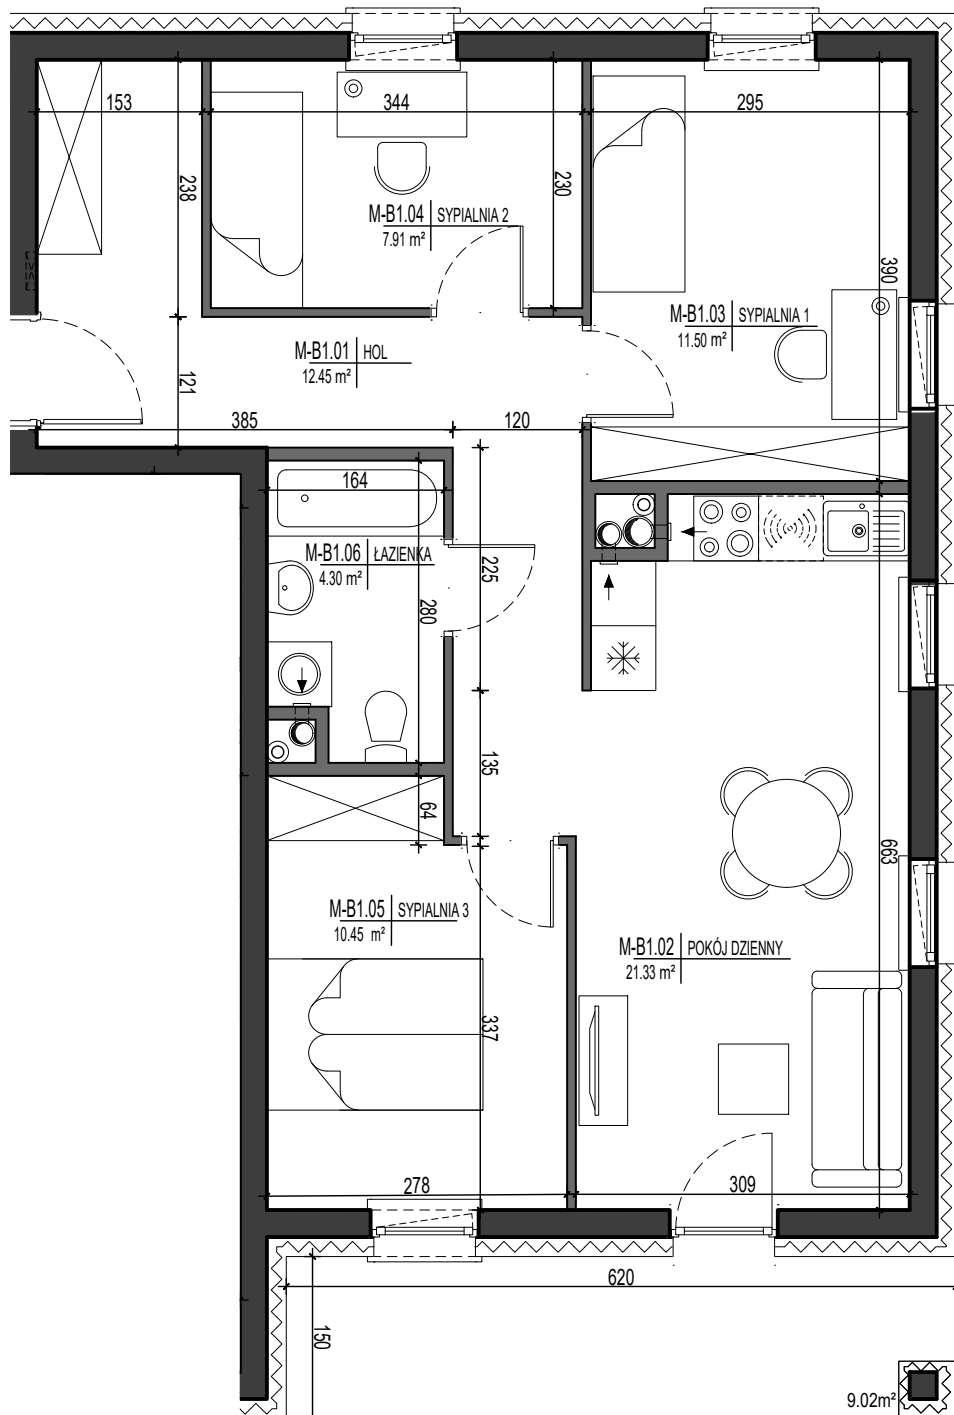 153
344
295
238
230
M-B1.04 SYPIALNIA 2
7.91 m²
390
M-B1.03 SYPIALNIA 1
11.50 m²
M-B1.01 HOL
12.45 m²
121
385
120
164
M-B1.06 ŁAZIENKA
4.30 m²
225
280
135
64
663
M-B1.05 SYPIALNIA 3
10.45 m²
M-B1.02 POKÓJ DZIENNY
21.33 m²
337
278
309
620
150
9.02m²